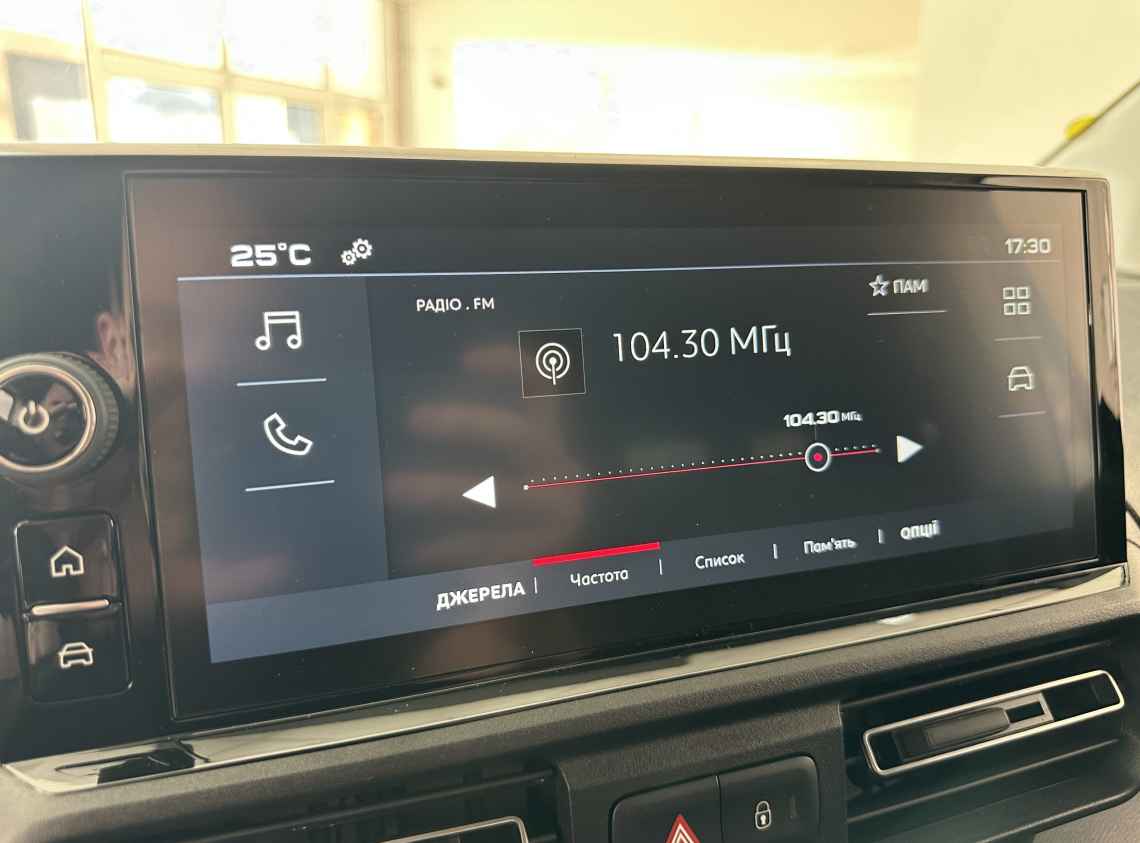 25°C
17:30
РАДІО . FM
ПАМ
104.30 МГц
104.30 МГц
ДЖЕРЕЛА | Частота | Список | Пам'ять | ОПЦІЇ